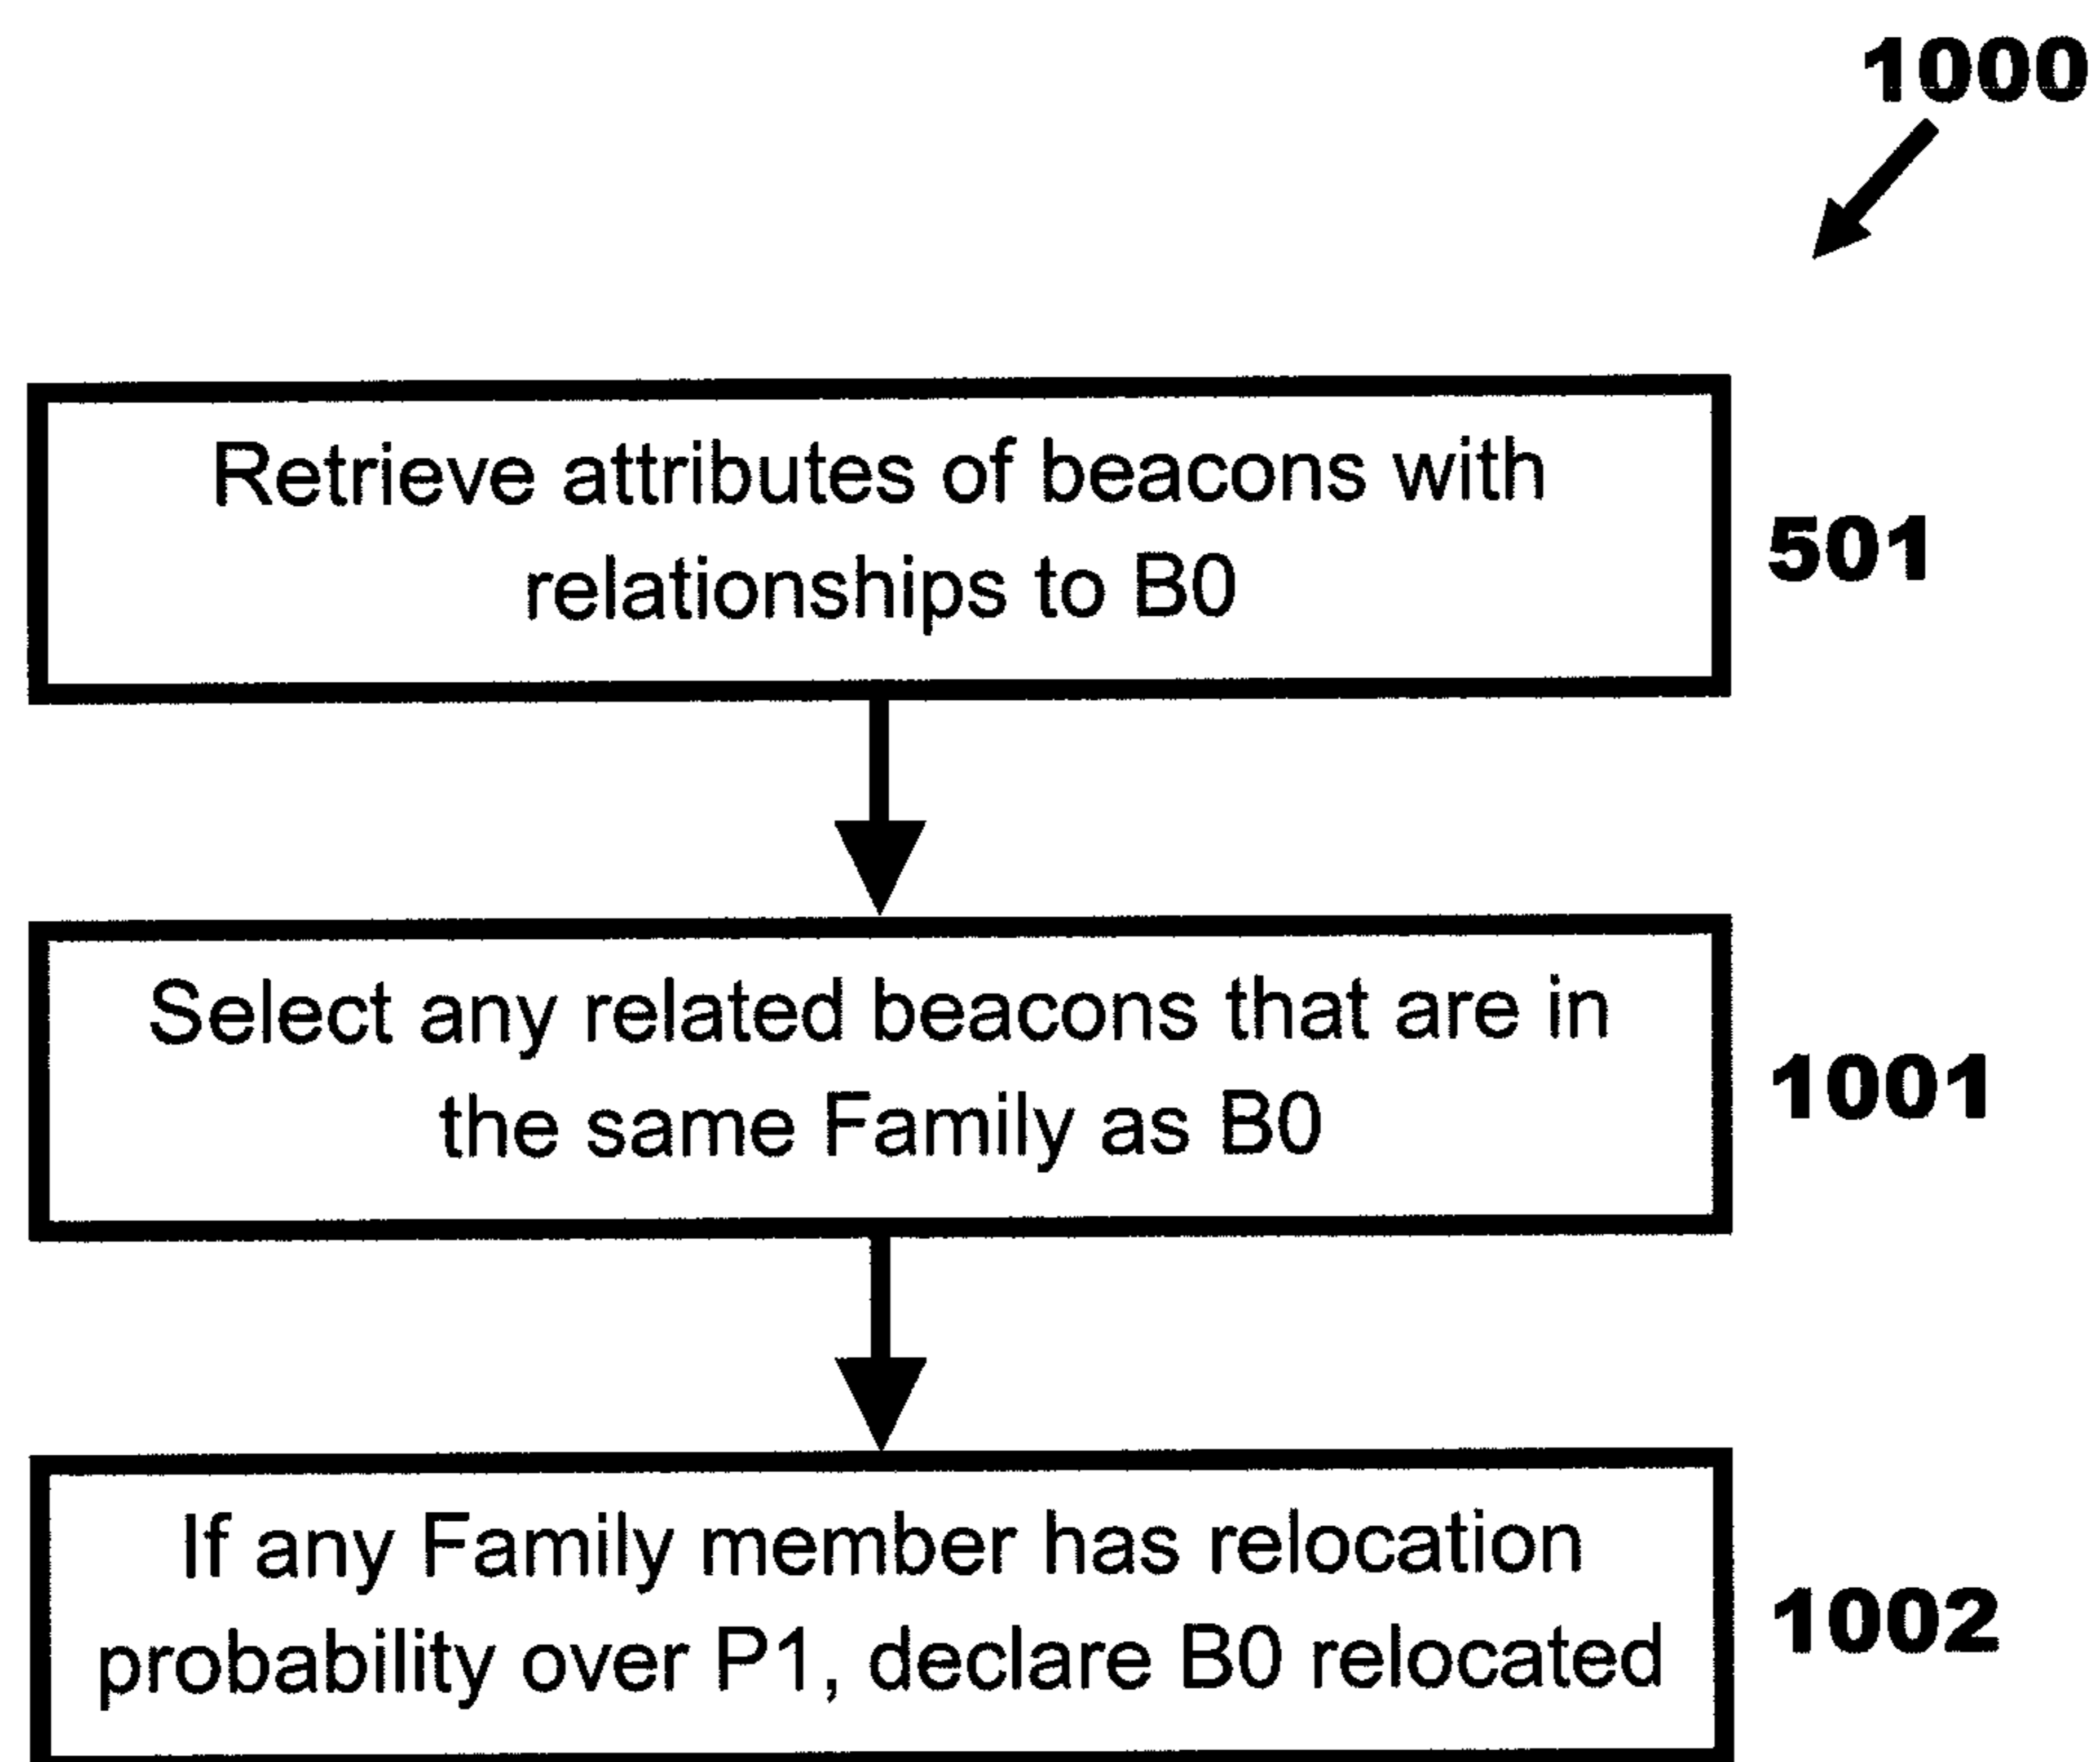 1000
Retrieve attributes of beacons with
relationships to B0
501
Select any related beacons that are in
the same Family as B0
1001
If any Family member has relocation
probability over P1, declare B0 relocated
1002